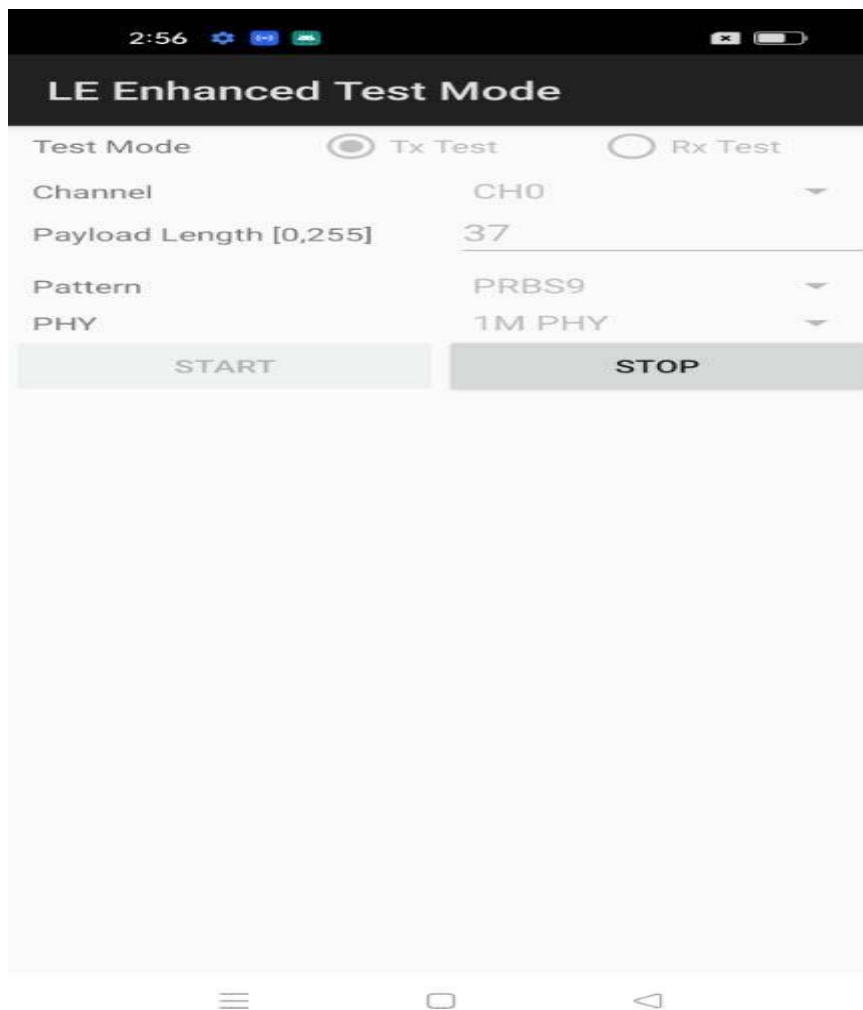 2:56
LE Enhanced Test Mode
Test Mode Tx Test Rx Test
Channel CH0
Payload Length [0,255] 37
Pattern PRBS9
PHY 1M PHY
START STOP